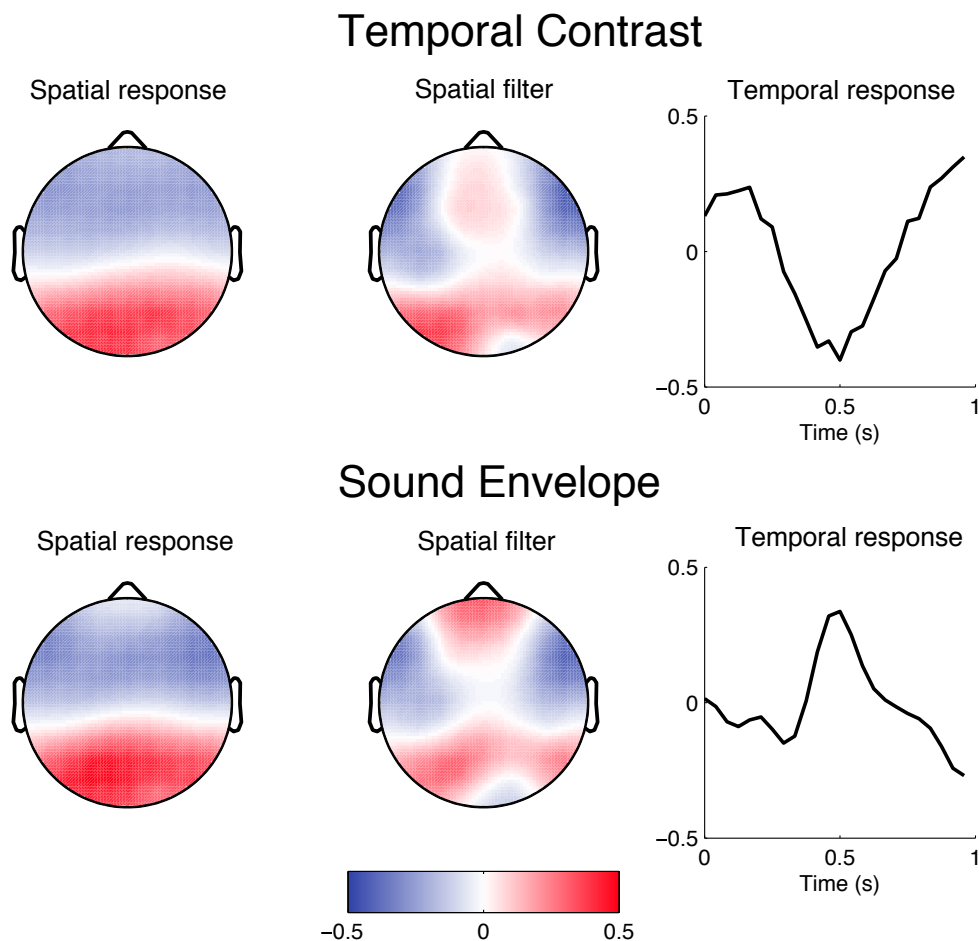 Temporal Contrast
Spatial response
Spatial filter
Temporal response
0.5
0
−0.5
0
0.5
1
Time (s)
Sound Envelope
Spatial response
Spatial filter
Temporal response
0.5
0
−0.5
0
0.5
1
Time (s)
−0.5
0
0.5